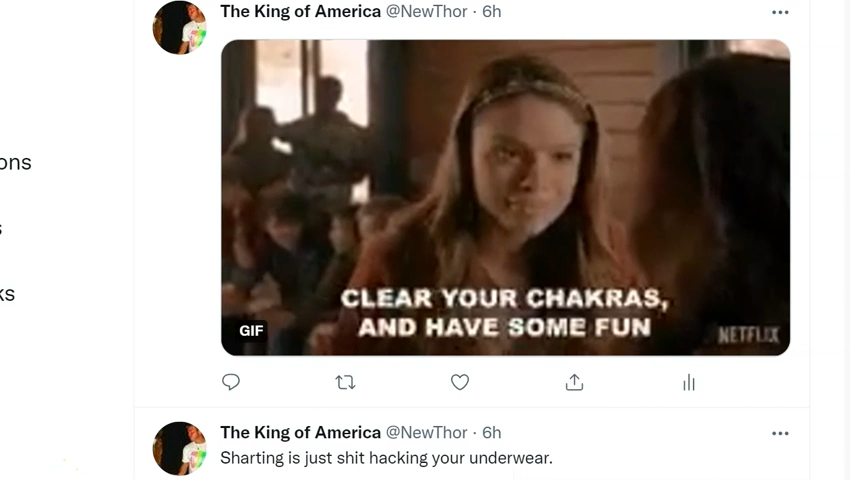 The King of America @NewThor · 6h
ons
s
ks
CLEAR YOUR CHAKRAS,
AND HAVE SOME FUN
GIF
NETFLIX
The King of America @NewThor · 6h
Sharting is just shit hacking your underwear.